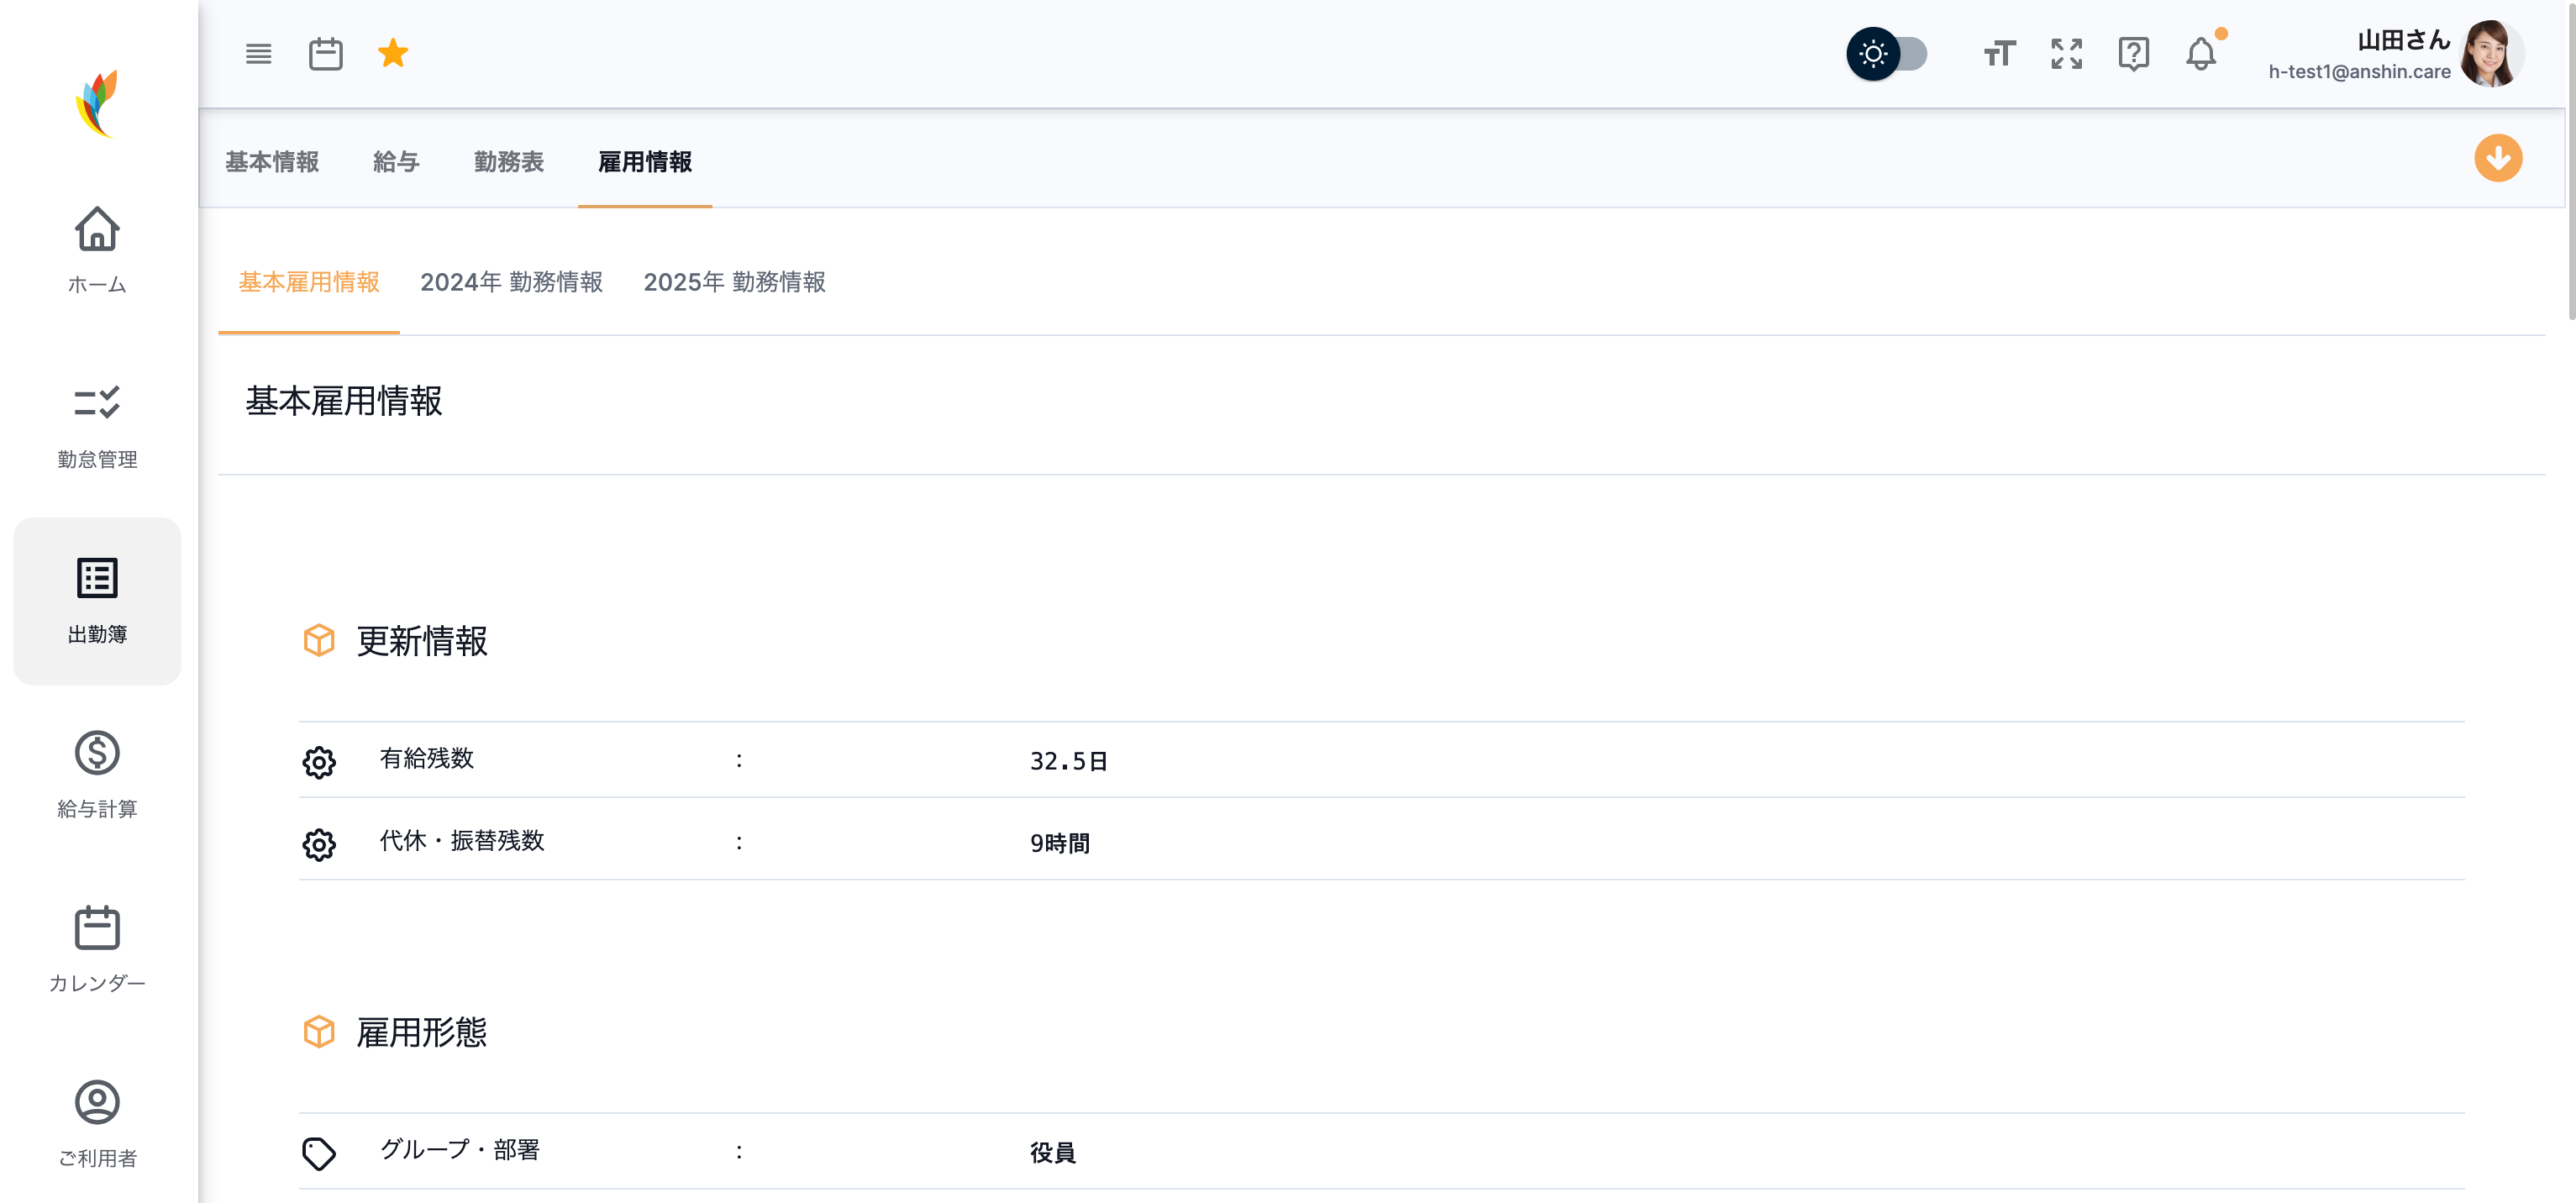 山田さん
h-test1@anshin.care
基本情報 給与 勤務表 雇用情報
ホーム
勤怠管理
出勤簿
給与計算
カレンダー
ご利用者
基本雇用情報 2024年 勤務情報 2025年 勤務情報
基本雇用情報
更新情報
有給残数 : 32.5日
代休・振替残数 : 9時間
雇用形態
グループ・部署 : 役員